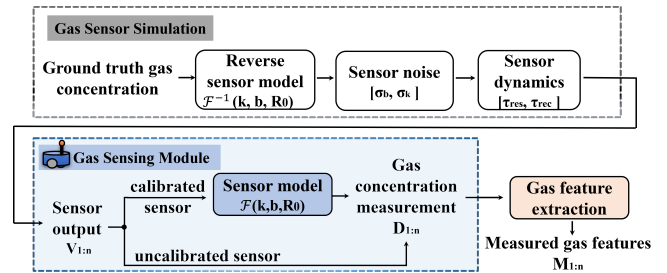 Gas Sensor Simulation
Ground truth gas
concentration
Reverse
sensor model
ℱ⁻¹ (k, b, R₀)
Sensor noise
[σb, σk ]
Sensor
dynamics
[τres, τrec ]
Gas Sensing Module
Sensor
output
V1:n
calibrated
sensor
Sensor model
ℱ(k,b,R₀)
uncalibrated sensor
Gas
concentration
measurement
D1:n
Gas feature
extraction
Measured gas features
M1:n